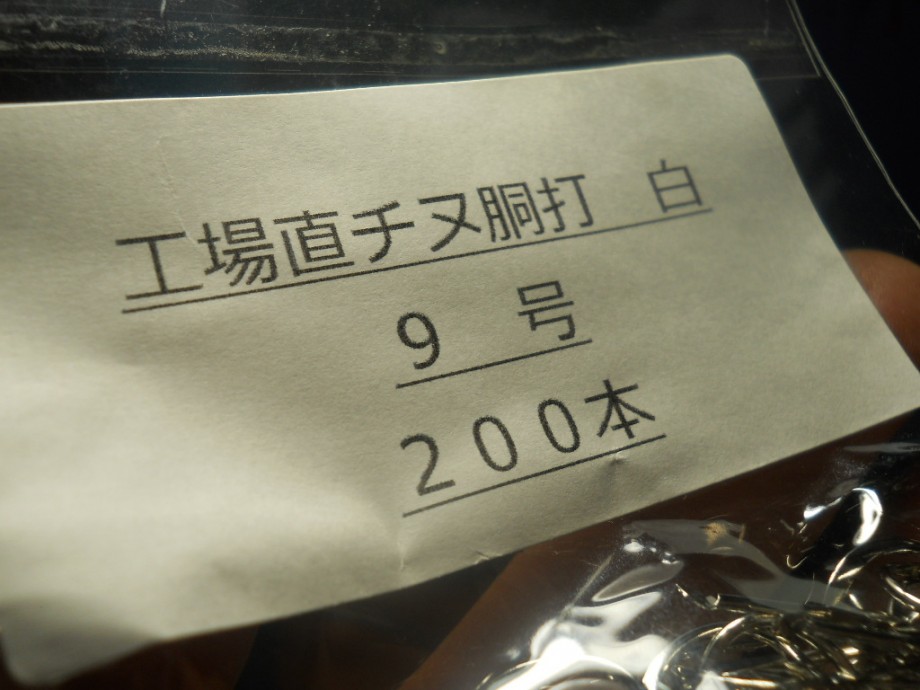 工場直チヌ胴打　白
９　号
２００本